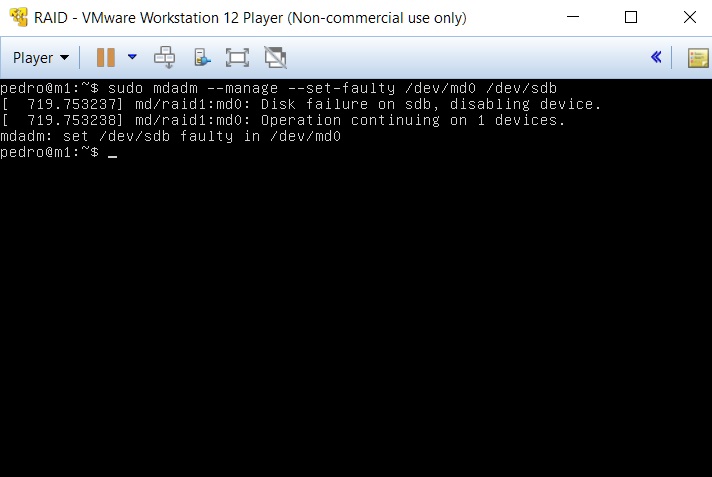 RAID - VMware Workstation 12 Player (Non-commercial use only)
Player
pedro@m1:~$ sudo mdadm --manage --set-faulty /dev/md0 /dev/sdb
[  719.753237] md/raid1:md0: Disk failure on sdb, disabling device.
[  719.753238] md/raid1:md0: Operation continuing on 1 devices.
mdadm: set /dev/sdb faulty in /dev/md0
pedro@m1:~$ _